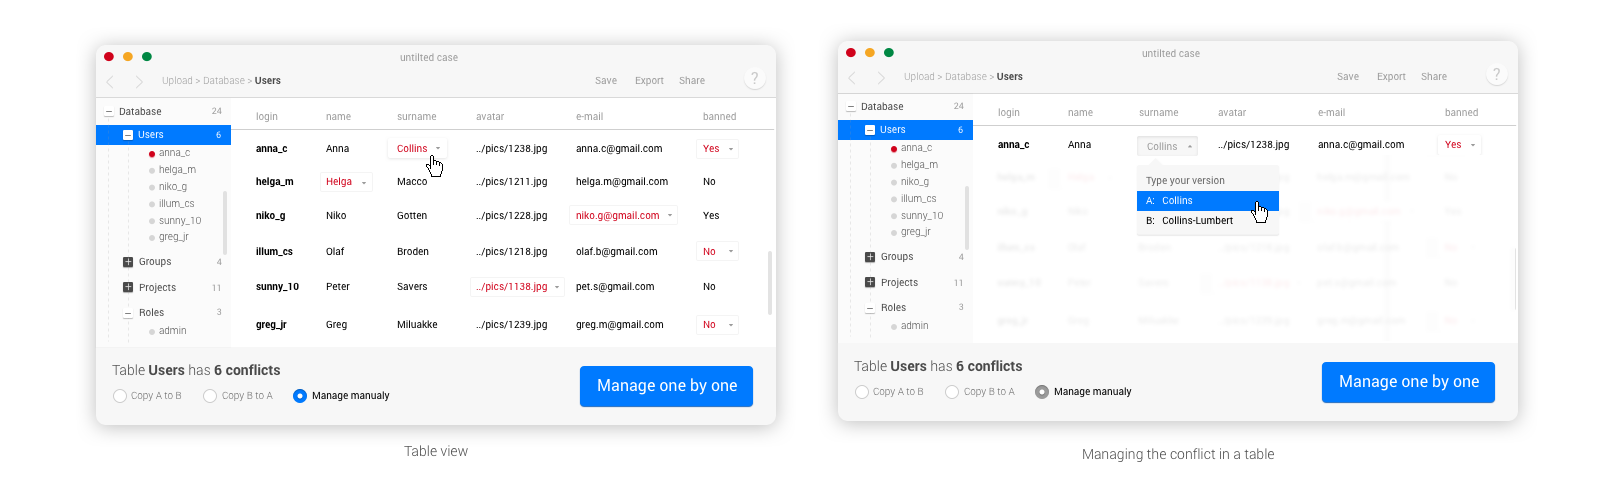 untilted case
Upload > Database > Users
Save Export Share ?
Database 24
Users 6
anna_c
helga_m
niko_g
illum_cs
sunny_10
greg_jr
Groups 4
Projects 11
Roles 3
admin
login name surname avatar e-mail banned
anna_c Anna Collins ../pics/1238.jpg anna.c@gmail.com Yes
helga_m Helga Macco ../pics/1211.jpg helga.m@gmail.com No
niko_g Niko Gotten ../pics/1228.jpg niko.g@gmail.com Yes
illum_cs Olaf Broden ../pics/1218.jpg olaf.b@gmail.com No
sunny_10 Peter Savers ../pics/1138.jpg pet.s@gmail.com No
greg_jr Greg Miluakke ../pics/1239.jpg greg.m@gmail.com No
Table Users has 6 conflicts
Copy A to B Copy B to A Manage manualy
Manage one by one
Table view
untilted case
Upload > Database > Users
Save Export Share ?
Database 24
Users 6
anna_c
helga_m
niko_g
illum_cs
sunny_10
greg_jr
Groups 4
Projects 11
Roles 3
admin
login name surname avatar e-mail banned
anna_c Anna Collins ../pics/1238.jpg anna.c@gmail.com Yes
Type your version
A: Collins
B: Collins-Lumbert
Table Users has 6 conflicts
Copy A to B Copy B to A Manage manualy
Manage one by one
Managing the conflict in a table